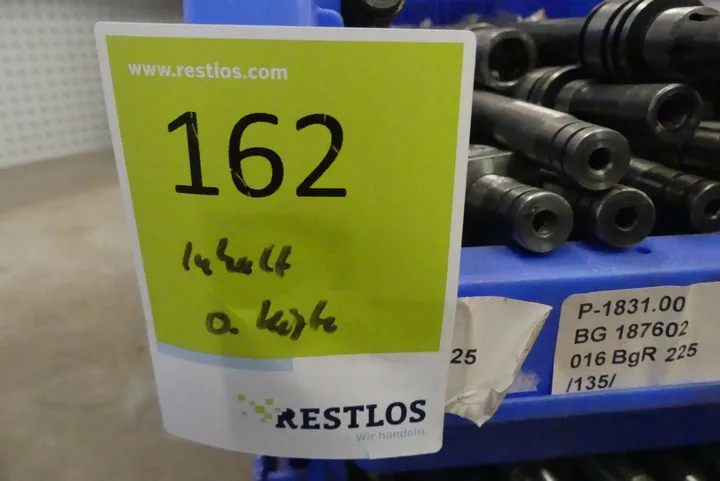 www.restlos.com
162
Inhalt
o. Kiste
RESTLOS
Wir handeln.
25
P-1831.00
BG 187602
016 BgR 225
/135/